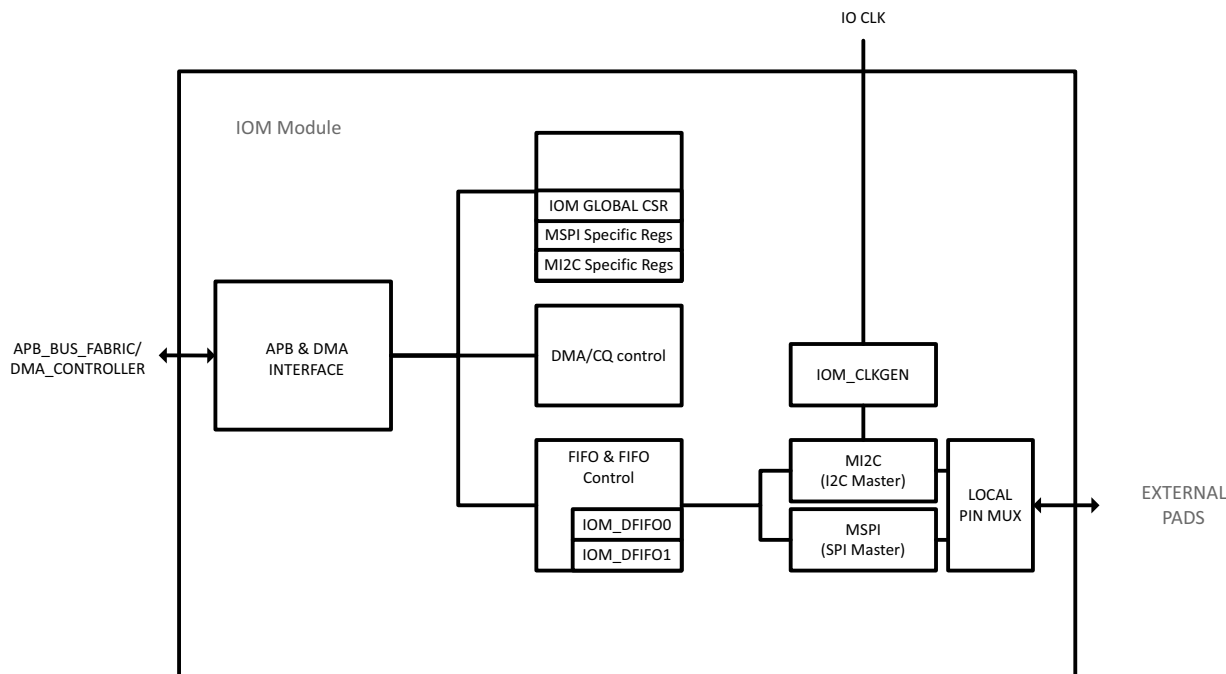 IO CLK
IOM Module
IOM GLOBAL CSR
MSPI Specific Regs
MI2C Specific Regs
APB_BUS_FABRIC/
DMA_CONTROLLER
APB & DMA
INTERFACE
DMA/CQ control
IOM_CLKGEN
FIFO & FIFO
Control
IOM_DFIFO0
IOM_DFIFO1
MI2C
(I2C Master)
MSPI
(SPI Master)
LOCAL
PIN MUX
EXTERNAL
PADS